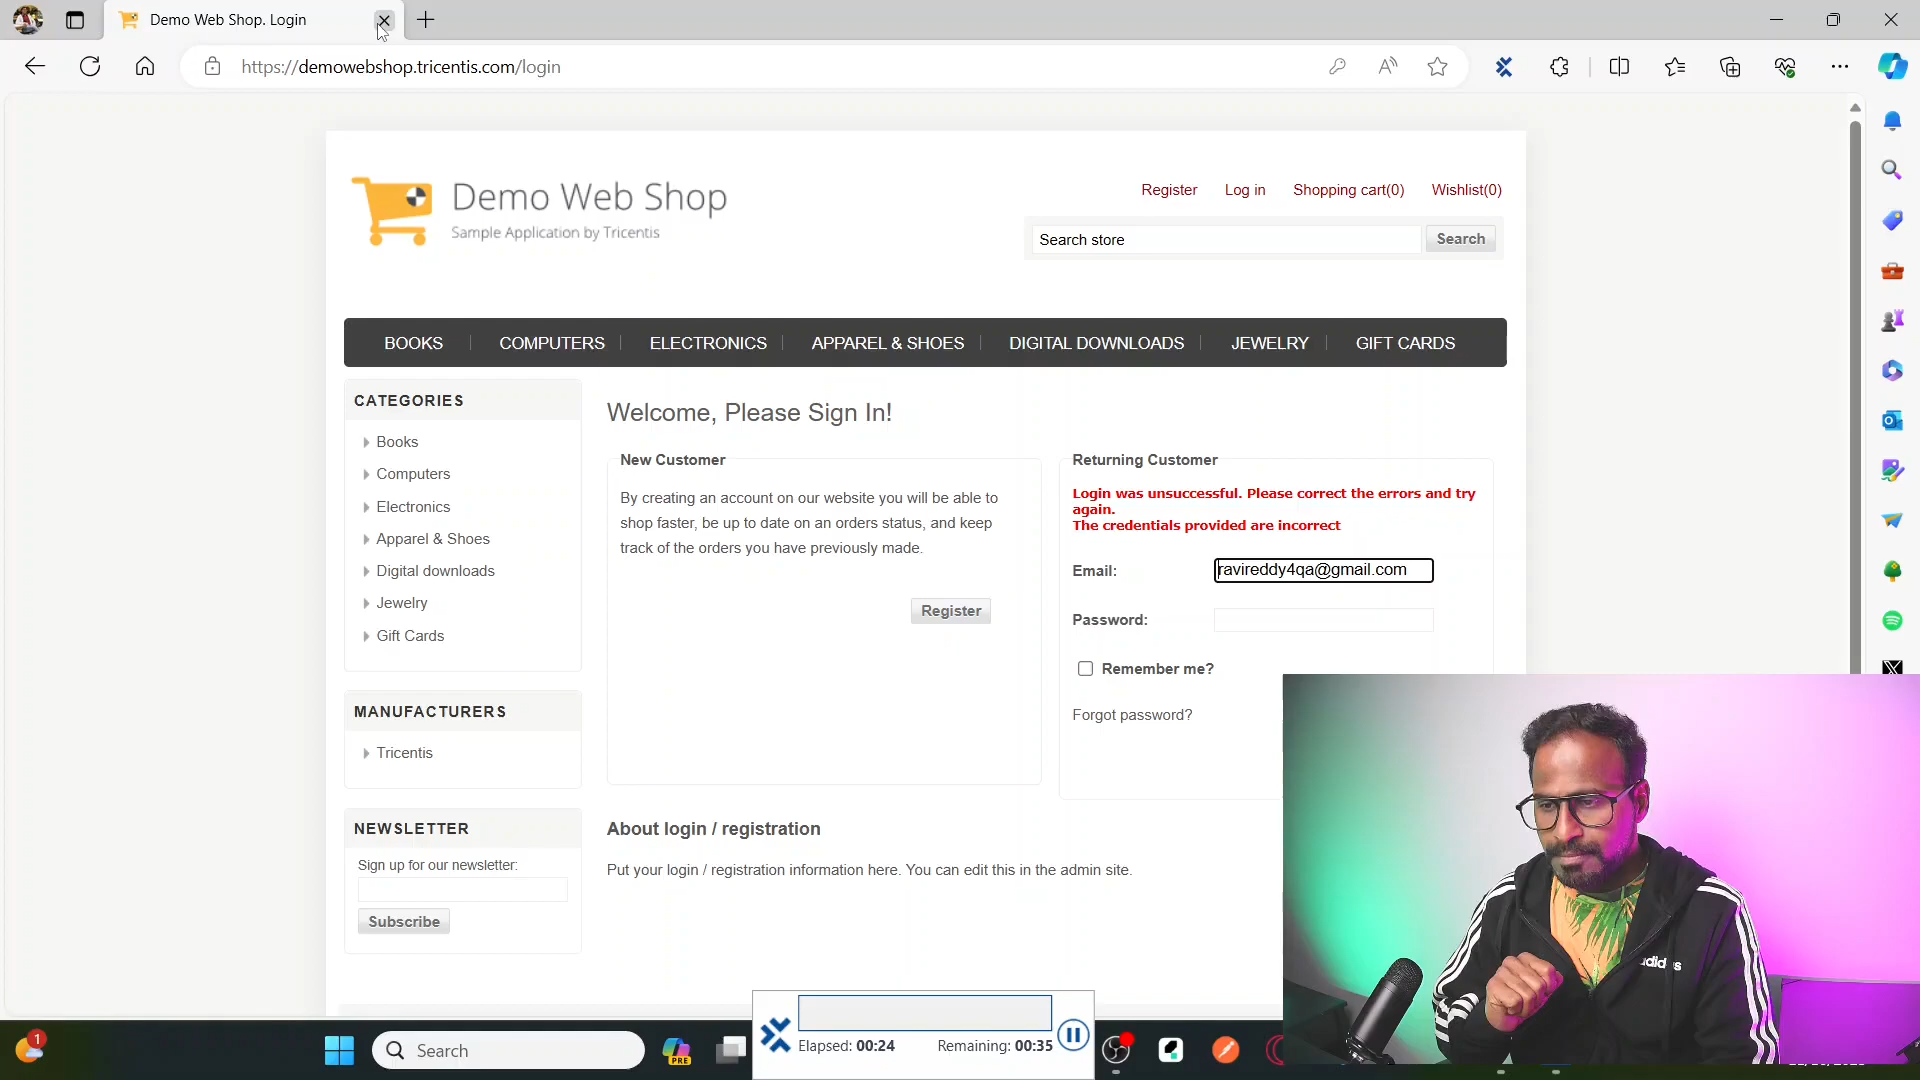 Demo Web Shop. Login
https://demowebshop.tricentis.com/login
Demo Web Shop
Sample Application by Tricentis
Register
Log in
Shopping cart(0)
Wishlist(0)
Search store
Search
BOOKS
COMPUTERS
ELECTRONICS
APPAREL & SHOES
DIGITAL DOWNLOADS
JEWELRY
GIFT CARDS
CATEGORIES
Books
Computers
Electronics
Apparel & Shoes
Digital downloads
Jewelry
Gift Cards
MANUFACTURERS
Tricentis
NEWSLETTER
Sign up for our newsletter:
Subscribe
Welcome, Please Sign In!
New Customer
By creating an account on our website you will be able to
shop faster, be up to date on an orders status, and keep
track of the orders you have previously made.
Register
Returning Customer
Login was unsuccessful. Please correct the errors and try
again.
The credentials provided are incorrect
Email:
ravireddy4qa@gmail.com
Password:
Remember me?
Forgot password?
About login / registration
Put your login / registration information here. You can edit this in the admin site.
adidas
1
Search
PRE
Elapsed: 00:24
Remaining: 00:35